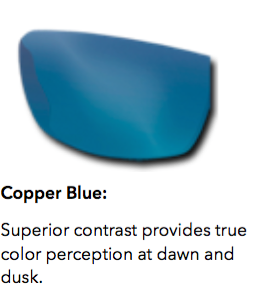 Copper Blue:
Superior contrast provides true
color perception at dawn and
dusk.